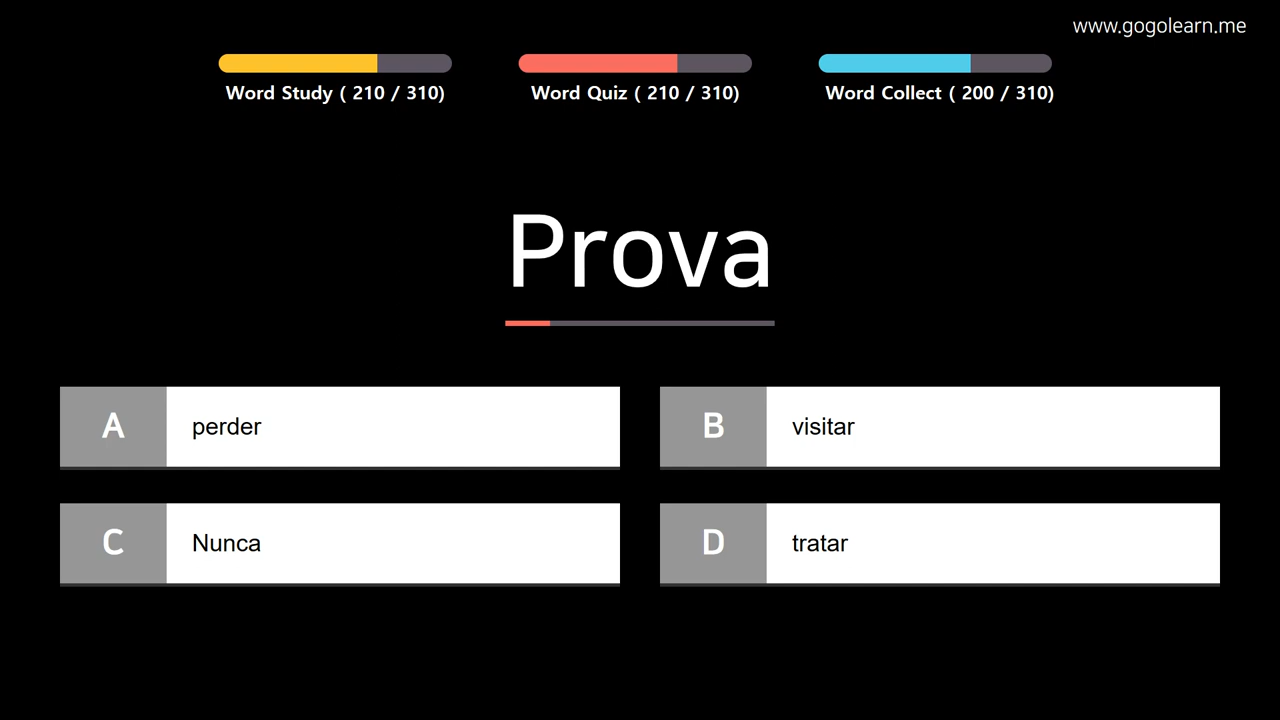 www.gogolearn.me
Word Study ( 210 / 310)
Word Quiz ( 210 / 310)
Word Collect ( 200 / 310)
Prova
A perder
B visitar
C Nunca
D tratar